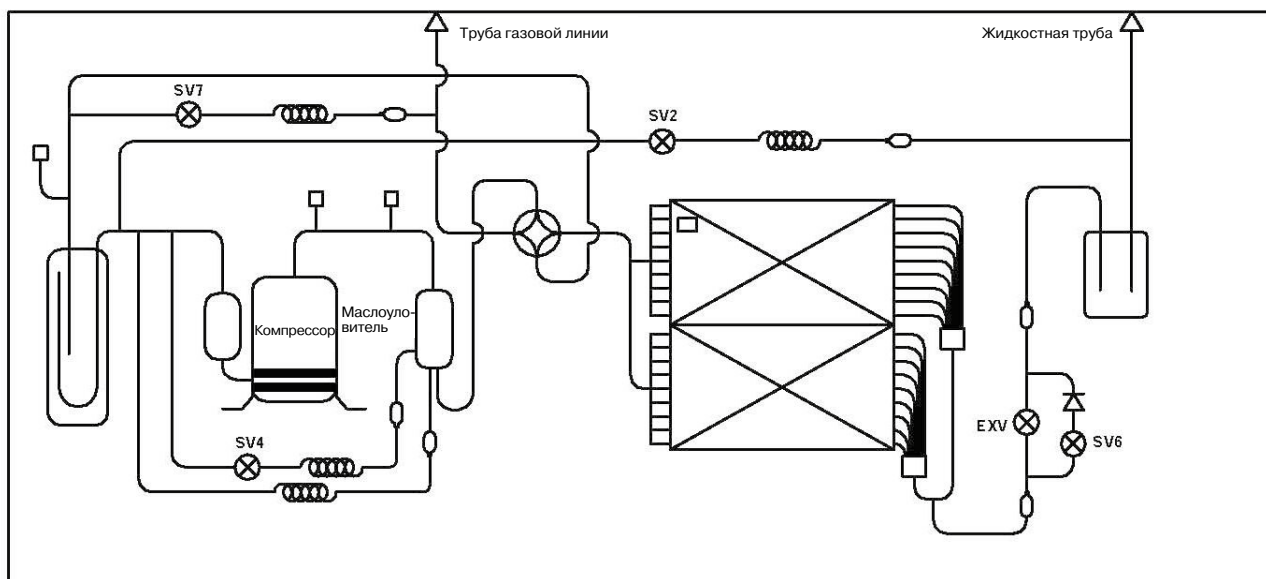 Труба газовой линии
Жидкостная труба
SV7
SV2
Маслоуло-
витель
Компрессор
SV4
EXV
SV6